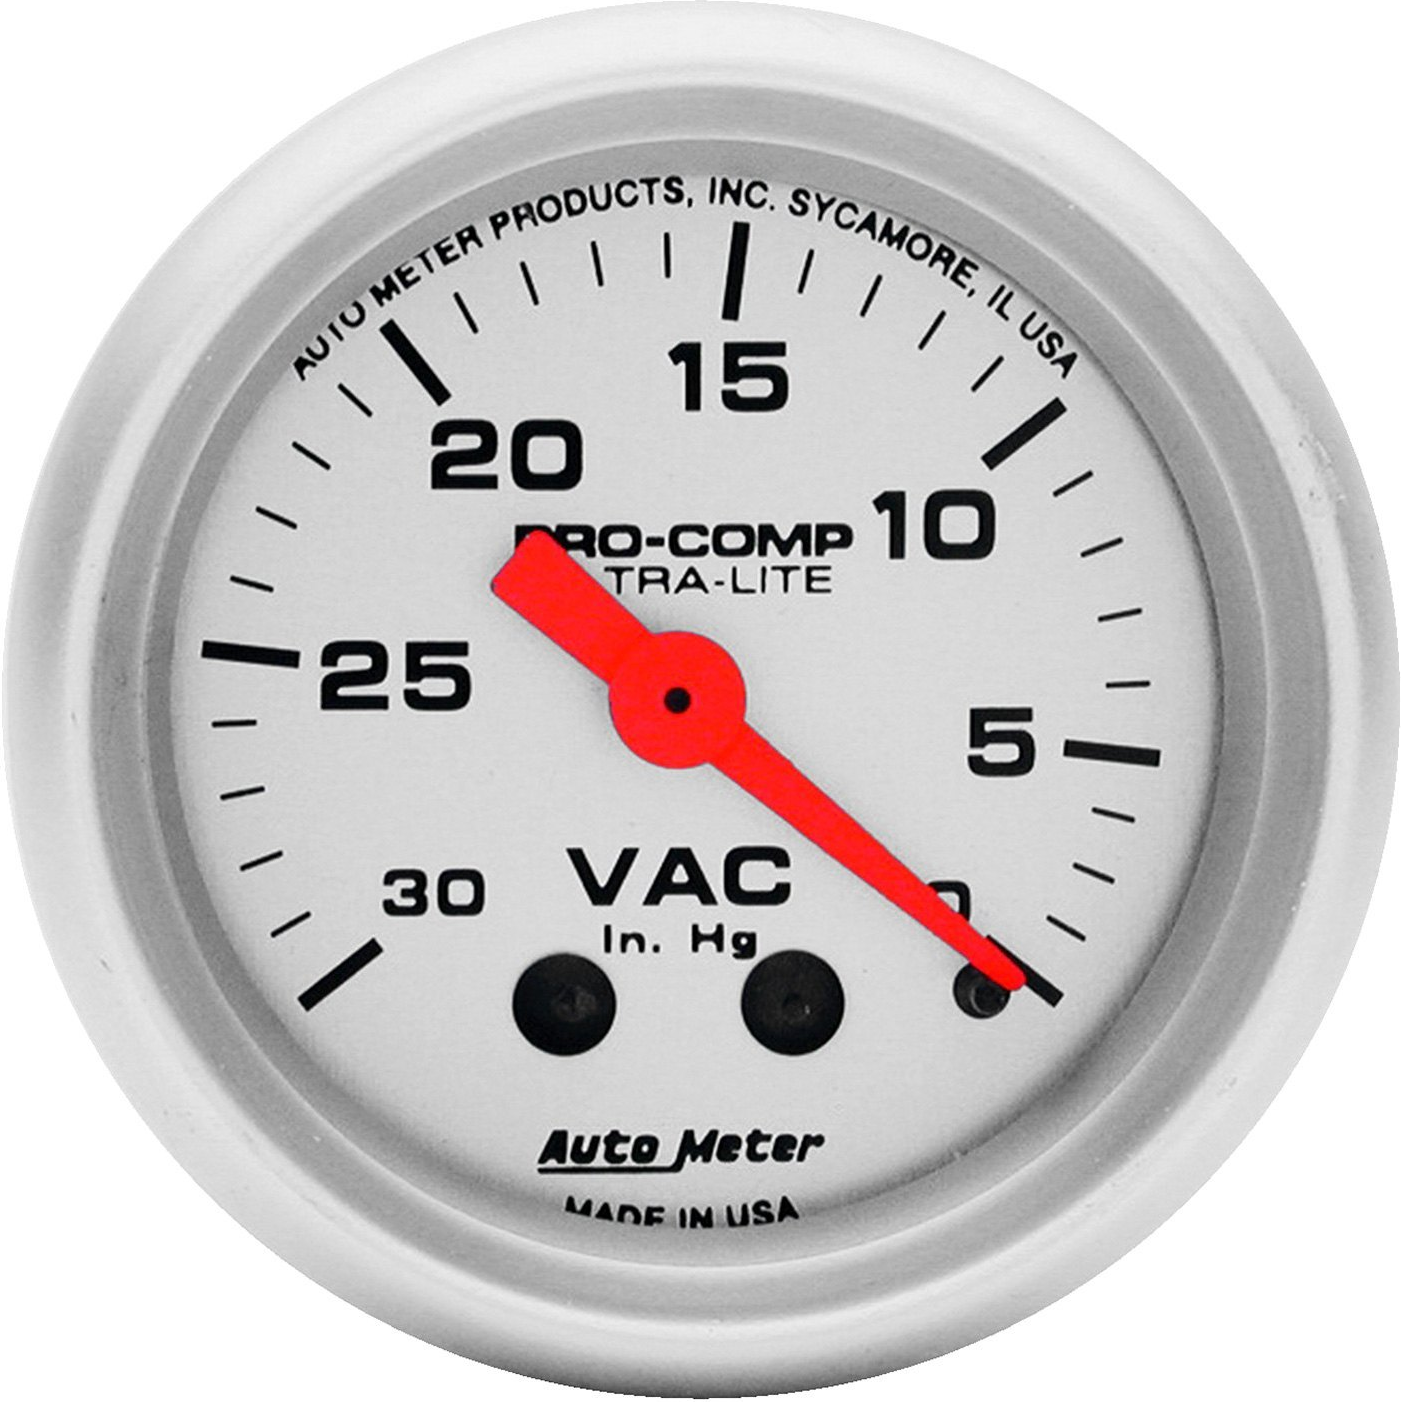 AUTO METER PRODUCTS, INC. SYCAMORE, IL USA
15
20
10
PRO-COMP
TRA-LITE
25
5
30
VAC
0
In. Hg
Auto Meter
MADE IN USA